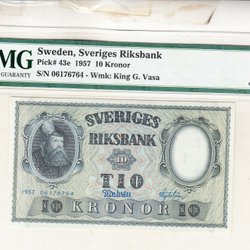 MG
GUARANTY
Sweden, Sveriges Riksbank
Pick# 43e 1957 10 Kronor
S/N 06176764 - Wmk: King G. Vasa
SVERIGES
RIKSBANK
10
TIO
1957 06176764
10 KRONOR 10